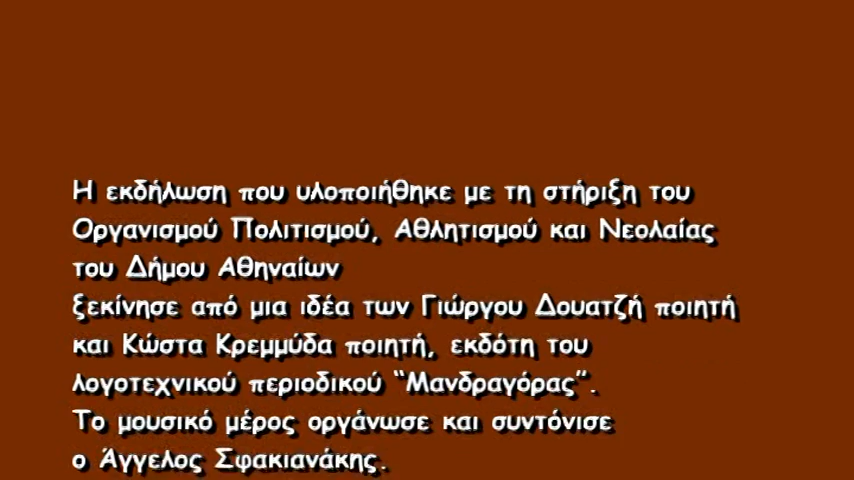 Η εκδήλωση που υλοποιήθηκε με τη στήριξη του
Οργανισμού Πολιτισμού, Αθλητισμού και Νεολαίας
του Δήμου Αθηναίων
ξεκίνησε από μια ιδέα των Γιώργου Δουατζή ποιητή
και Κώστα Κρεμμύδα ποιητή, εκδότη του
λογοτεχνικού περιοδικού “Μανδραγόρας”.
Το μουσικό μέρος οργάνωσε και συντόνισε
ο Άγγελος Σφακιανάκης.